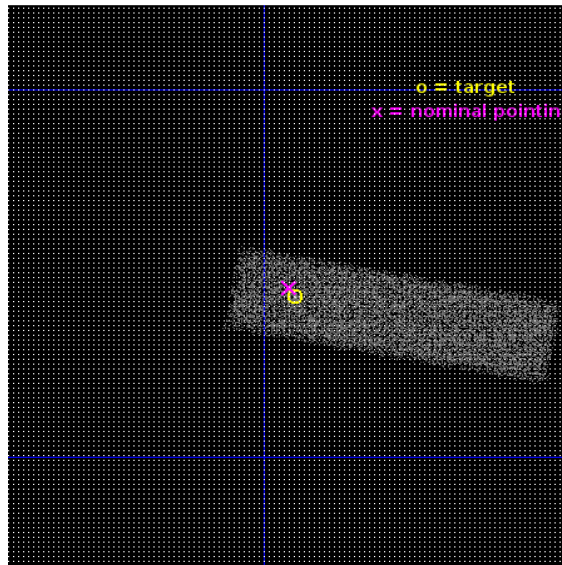 o = target
x = nominal pointin